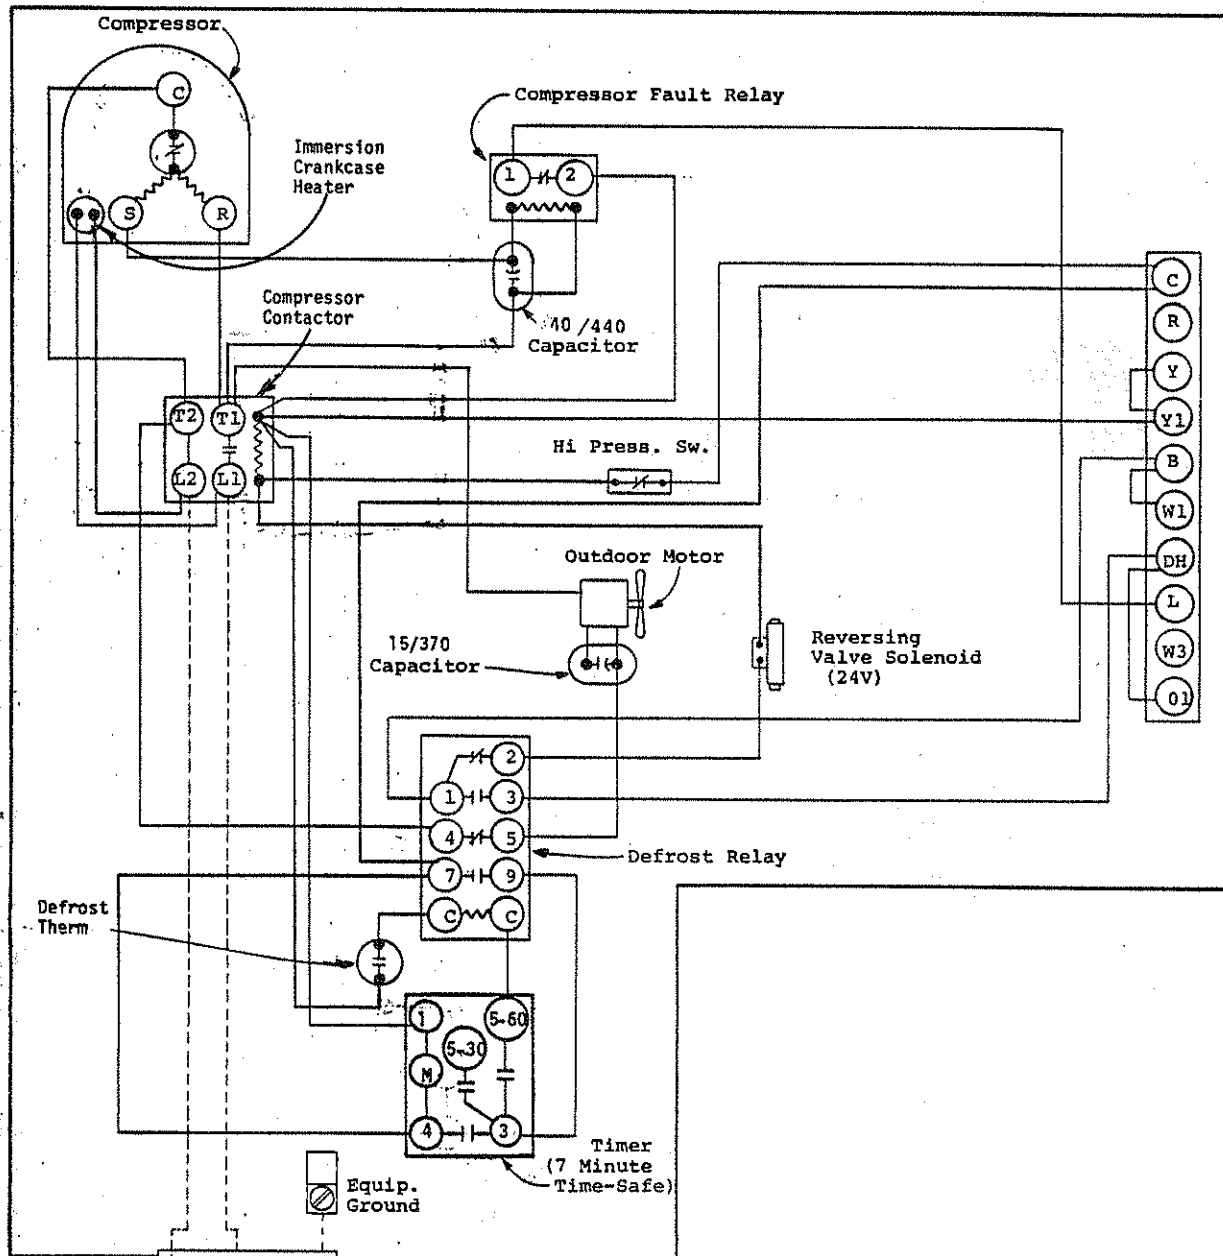 Compressor
C
S
R
Immersion
Crankcase
Heater
Compressor Fault Relay
1
2
40/440
Capacitor
Compressor
Contactor
T2
T1
L2
L1
Hi Press. Sw.
C
R
Y
Y1
B
W1
DH
L
W3
O1
Outdoor Motor
15/370
Capacitor
Reversing
Valve Solenoid
(24V)
2
1
3
4
5
7
9
C
C
Defrost Relay
Defrost
Therm
1
5-60
5-30
M
4
3
Timer
(7 Minute
Time-Safe)
Equip.
Ground